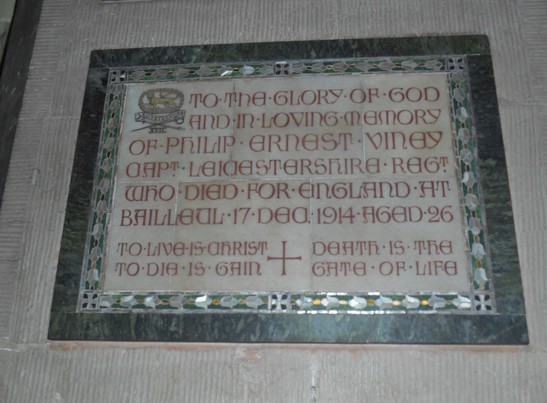 TO·THE·GLORY·OF·GOD
AND·IN·LOVING·MEMORY
OF·PHILIP·ERNEST·VINEY
CAPT·LEICESTERSHIRE·REGT
WHO·DIED·FOR·ENGLAND·AT
BAILLEUL·17·DEC·1914·AGED·26
TO·LIVE·IS·CHRIST DEATH·IS·THE
TO·DIE·IS·GAIN GATE·OF·LIFE